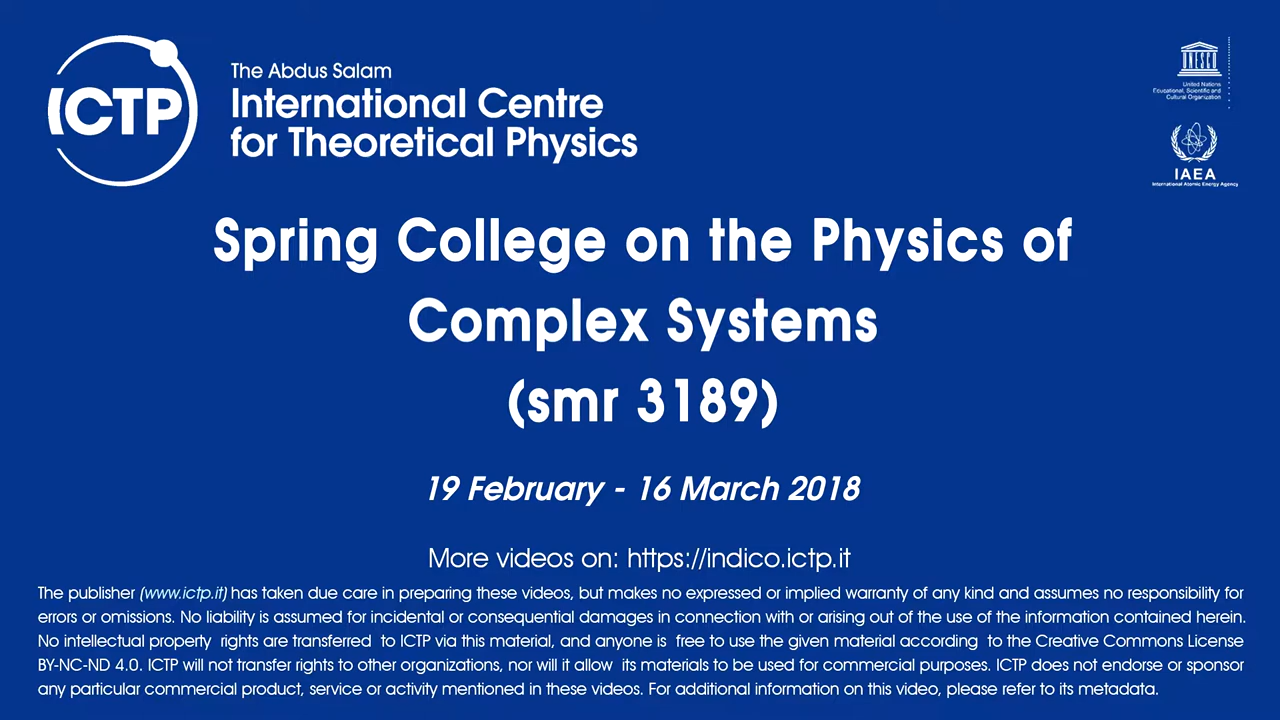 ICTP
The Abdus Salam
International Centre
for Theoretical Physics
UNESCO
United Nations
Educational, Scientific and
Cultural Organization
IAEA
International Atomic Energy Agency
Spring College on the Physics of
Complex Systems
(smr 3189)
19 February - 16 March 2018
More videos on: https://indico.ictp.it
The publisher (www.ictp.it) has taken due care in preparing these videos, but makes no expressed or implied warranty of any kind and assumes no responsibility for
errors or omissions. No liability is assumed for incidental or consequential damages in connection with or arising out of the use of the information contained herein.
No intellectual property rights are transferred to ICTP via this material, and anyone is free to use the given material according to the Creative Commons License
BY-NC-ND 4.0. ICTP will not transfer rights to other organizations, nor will it allow its materials to be used for commercial purposes. ICTP does not endorse or sponsor
any particular commercial product, service or activity mentioned in these videos. For additional information on this video, please refer to its metadata.